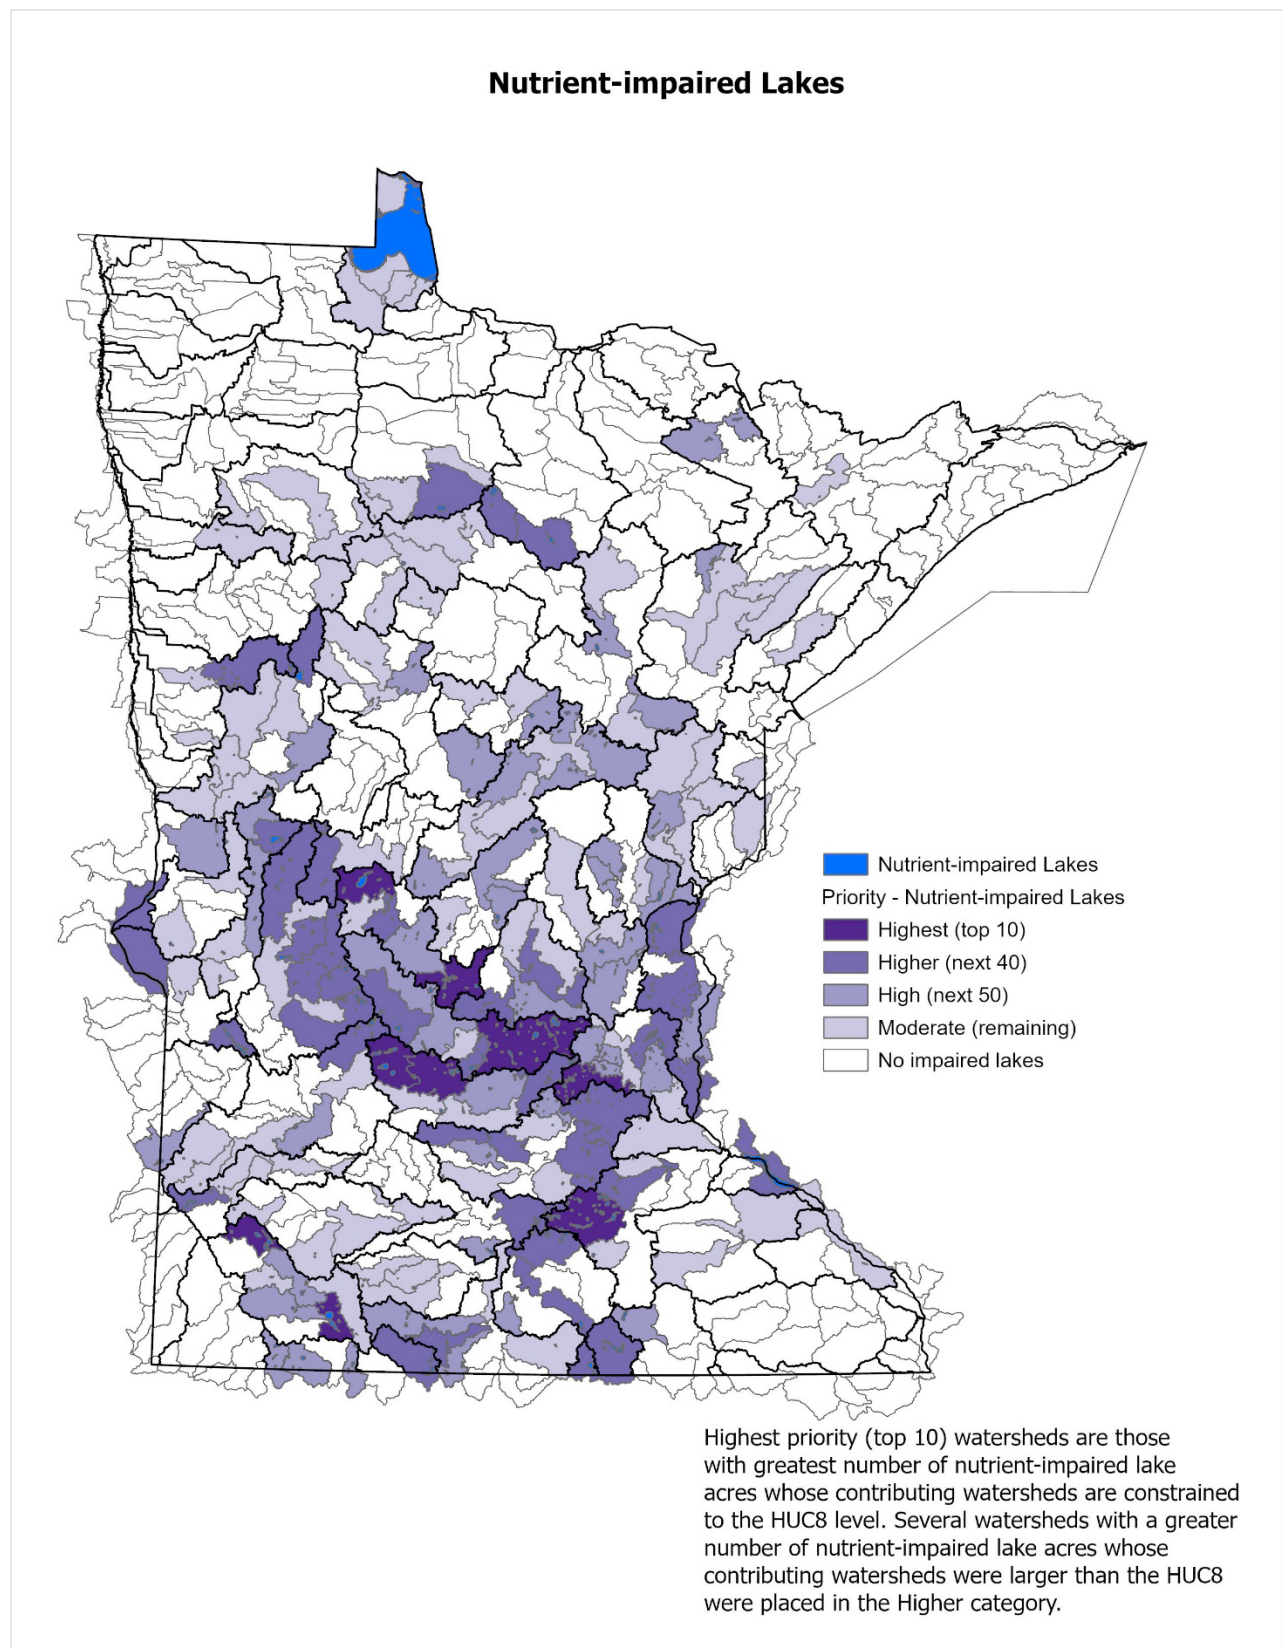 Nutrient-impaired Lakes
Nutrient-impaired Lakes
Priority - Nutrient-impaired Lakes
Highest (top 10)
Higher (next 40)
High (next 50)
Moderate (remaining)
No impaired lakes
Highest priority (top 10) watersheds are those
with greatest number of nutrient-impaired lake
acres whose contributing watersheds are constrained
to the HUC8 level. Several watersheds with a greater
number of nutrient-impaired lake acres whose
contributing watersheds were larger than the HUC8
were placed in the Higher category.